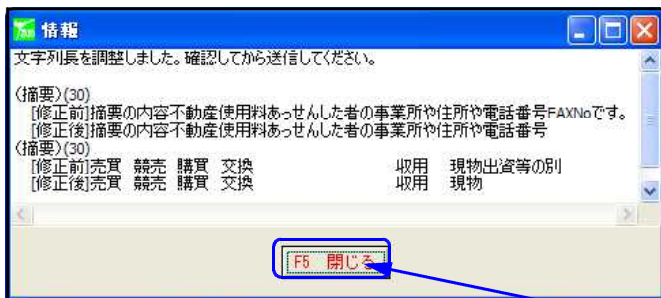 情報
文字列長を調整しました。確認してから送信してください。
(摘要)(30)
[修正前]摘要の内容不動産使用料あっせんした者の事業所や住所や電話番号FAXNoです。
[修正後]摘要の内容不動産使用料あっせんした者の事業所や住所や電話番号
(摘要)(30)
[修正前]売買 競売 購買 交換 収用 現物出資等の別
[修正後]売買 競売 購買 交換 収用 現物
F5 閉じる